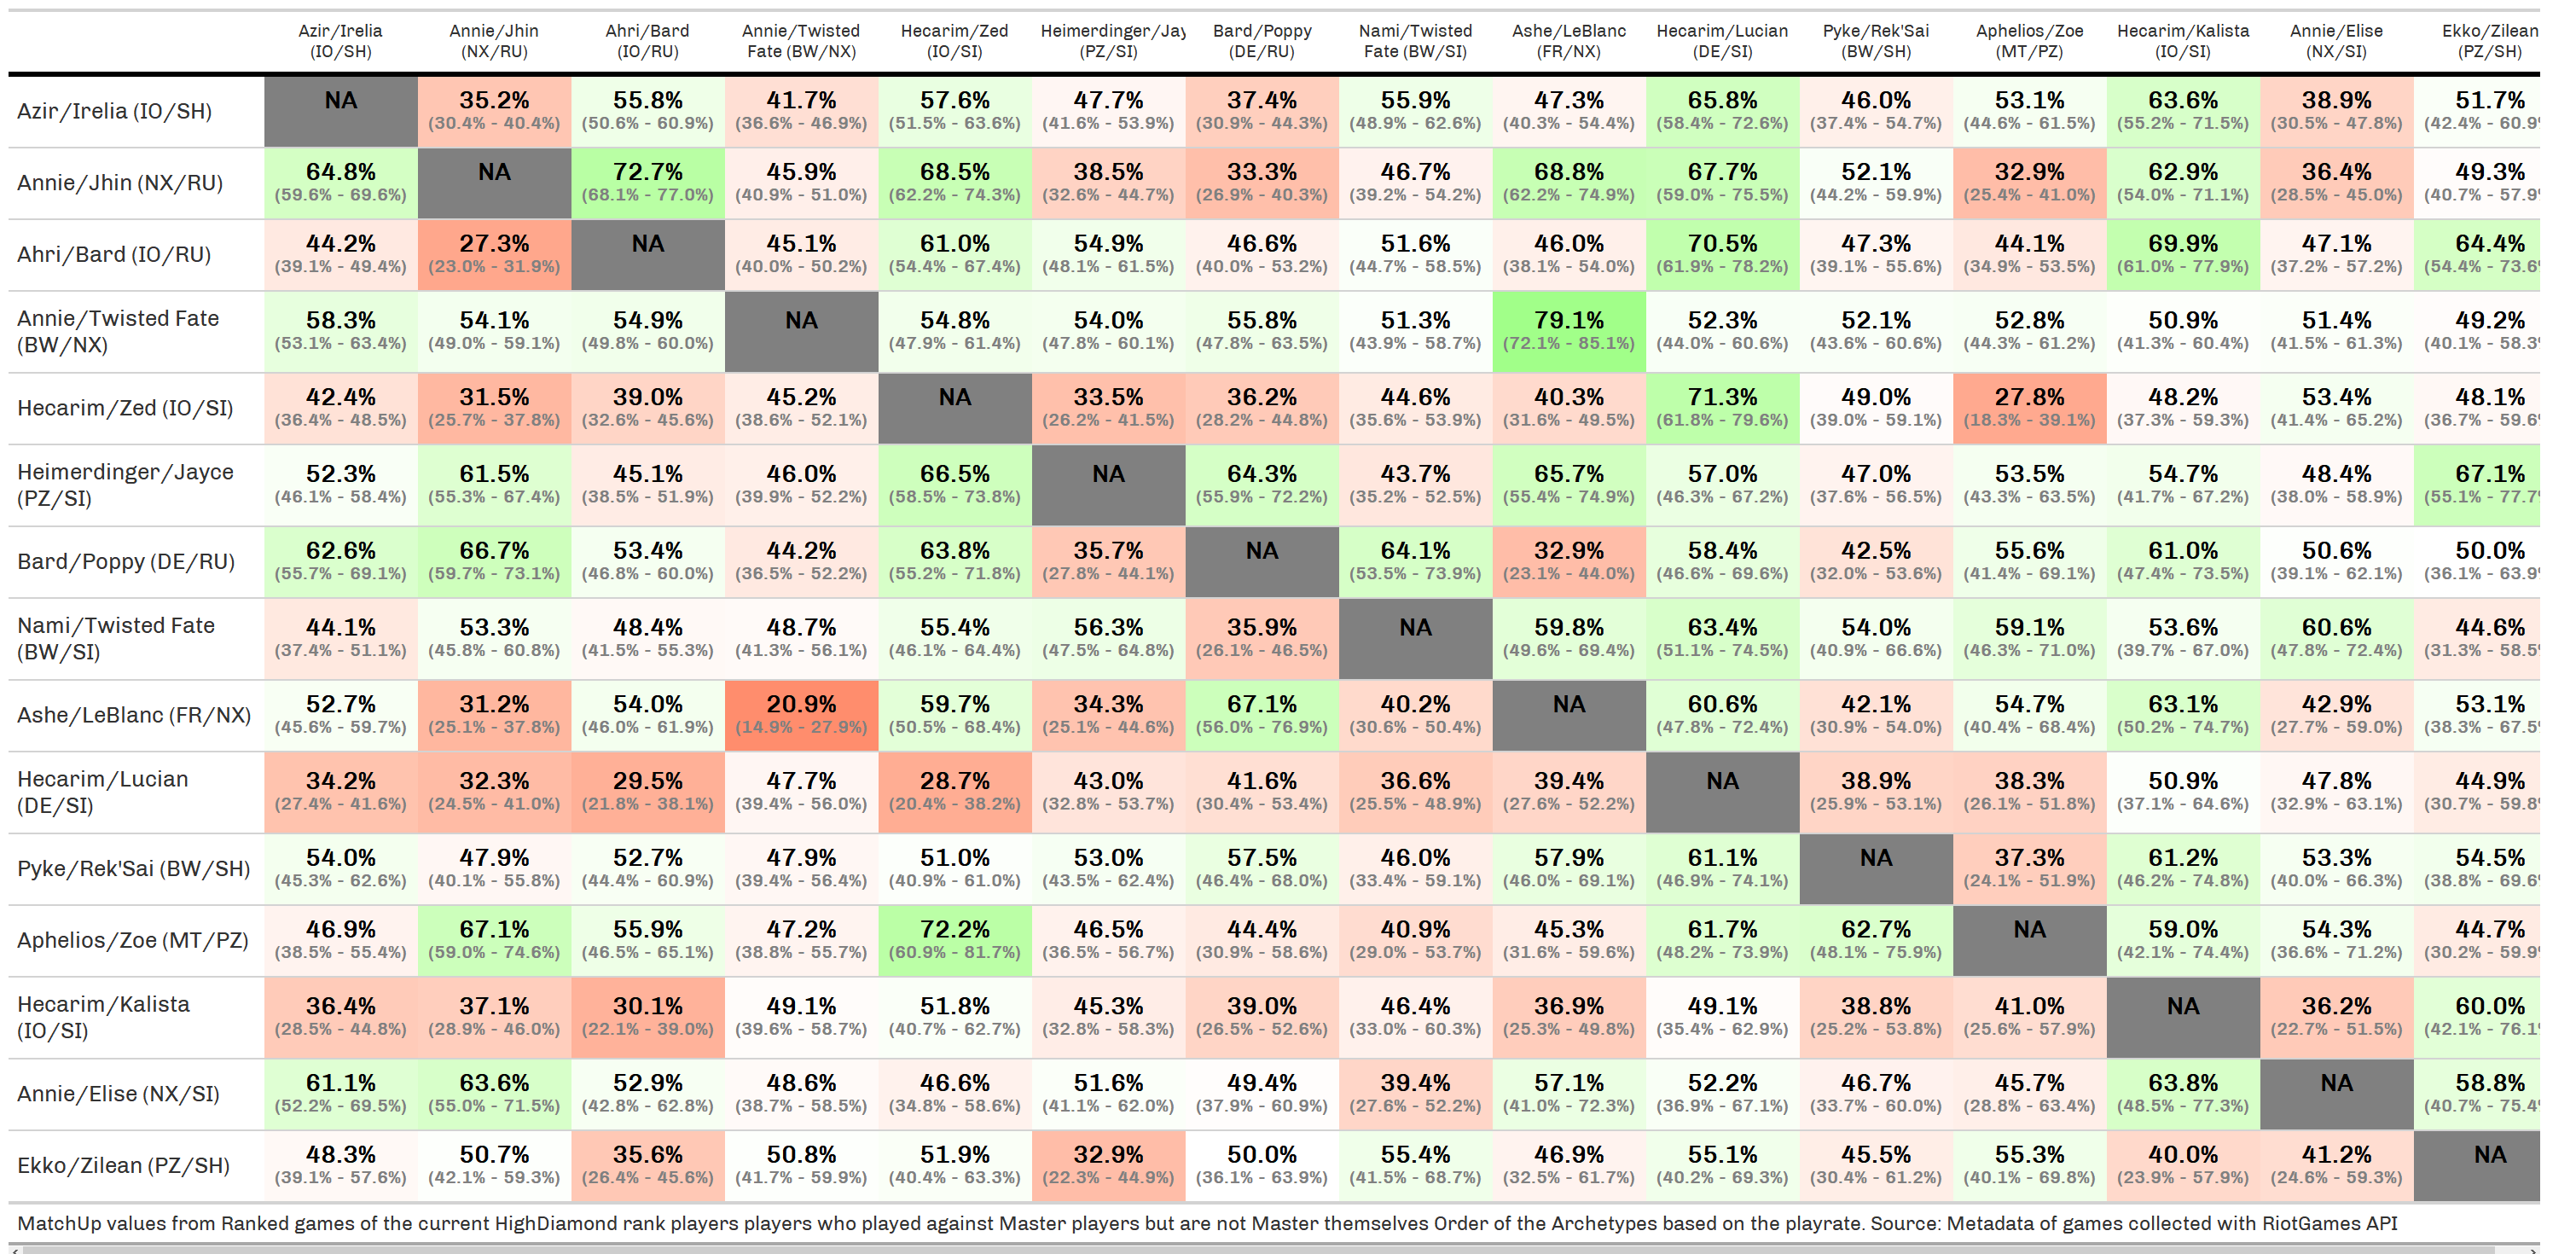 Azir/Irelia Annie/Jhin Ahri/Bard Annie/Twisted Hecarim/Zed Heimerdinger/Jay Bard/Poppy Nami/Twisted Ashe/LeBlanc Hecarim/Lucian Pyke/Rek'Sai Aphelios/Zoe Hecarim/Kalista Annie/Elise Ekko/Zilean
(IO/SH) (NX/RU) (IO/RU) Fate (BW/NX) (IO/SI) (PZ/SI) (DE/RU) Fate (BW/SI) (FR/NX) (DE/SI) (BW/SH) (MT/PZ) (IO/SI) (NX/SI) (PZ/SH)
Azir/Irelia (IO/SH) NA 35.2% 55.8% 41.7% 57.6% 47.7% 37.4% 55.9% 47.3% 65.8% 46.0% 53.1% 63.6% 38.9% 51.7%
(30.4% - 40.4%) (50.6% - 60.9%) (36.6% - 46.9%) (51.5% - 63.6%) (41.6% - 53.9%) (30.9% - 44.3%) (48.9% - 62.6%) (40.3% - 54.4%) (58.4% - 72.6%) (37.4% - 54.7%) (44.6% - 61.5%) (55.2% - 71.5%) (30.5% - 47.8%) (42.4% - 60.9
Annie/Jhin (NX/RU) 64.8% NA 72.7% 45.9% 68.5% 38.5% 33.3% 46.7% 68.8% 67.7% 52.1% 32.9% 62.9% 36.4% 49.3%
(59.6% - 69.6%) (68.1% - 77.0%) (40.9% - 51.0%) (62.2% - 74.3%) (32.6% - 44.7%) (26.9% - 40.3%) (39.2% - 54.2%) (62.2% - 74.9%) (59.0% - 75.5%) (44.2% - 59.9%) (25.4% - 41.0%) (54.0% - 71.1%) (28.5% - 45.0%) (40.7% - 57.9
Ahri/Bard (IO/RU) 44.2% 27.3% NA 45.1% 61.0% 54.9% 46.6% 51.6% 46.0% 70.5% 47.3% 44.1% 69.9% 47.1% 64.4%
(39.1% - 49.4%) (23.0% - 31.9%) (40.0% - 50.2%) (54.4% - 67.4%) (48.1% - 61.5%) (40.0% - 53.2%) (44.7% - 58.5%) (38.1% - 54.0%) (61.9% - 78.2%) (39.1% - 55.6%) (34.9% - 53.5%) (61.0% - 77.9%) (37.2% - 57.2%) (54.4% - 73.6
Annie/Twisted Fate 58.3% 54.1% 54.9% NA 54.8% 54.0% 55.8% 51.3% 79.1% 52.3% 52.1% 52.8% 50.9% 51.4% 49.2%
(BW/NX) (53.1% - 63.4%) (49.0% - 59.1%) (49.8% - 60.0%) (47.9% - 61.4%) (47.8% - 60.1%) (47.8% - 63.5%) (43.9% - 58.7%) (72.1% - 85.1%) (44.0% - 60.6%) (43.6% - 60.6%) (44.3% - 61.2%) (41.3% - 60.4%) (41.5% - 61.3%) (40.1% - 58.3
Hecarim/Zed (IO/SI) 42.4% 31.5% 39.0% 45.2% NA 33.5% 36.2% 44.6% 40.3% 71.3% 49.0% 27.8% 48.2% 53.4% 48.1%
(36.4% - 48.5%) (25.7% - 37.8%) (32.6% - 45.6%) (38.6% - 52.1%) (26.2% - 41.5%) (28.2% - 44.8%) (35.6% - 53.9%) (31.6% - 49.5%) (61.8% - 79.6%) (39.0% - 59.1%) (18.3% - 39.1%) (37.3% - 59.3%) (41.4% - 65.2%) (36.7% - 59.6
Heimerdinger/Jayce 52.3% 61.5% 45.1% 46.0% 66.5% NA 64.3% 43.7% 65.7% 57.0% 47.0% 53.5% 54.7% 48.4% 67.1%
(PZ/SI) (46.1% - 58.4%) (55.3% - 67.4%) (38.5% - 51.9%) (39.9% - 52.2%) (58.5% - 73.8%) (55.9% - 72.2%) (35.2% - 52.5%) (55.4% - 74.9%) (46.3% - 67.2%) (37.6% - 56.5%) (43.3% - 63.5%) (41.7% - 67.2%) (38.0% - 58.9%) (55.1% - 77.7
Bard/Poppy (DE/RU) 62.6% 66.7% 53.4% 44.2% 63.8% 35.7% NA 64.1% 32.9% 58.4% 42.5% 55.6% 61.0% 50.6% 50.0%
(55.7% - 69.1%) (59.7% - 73.1%) (46.8% - 60.0%) (36.5% - 52.2%) (55.2% - 71.8%) (27.8% - 44.1%) (53.5% - 73.9%) (23.1% - 44.0%) (46.6% - 69.6%) (32.0% - 53.6%) (41.4% - 69.1%) (47.4% - 73.5%) (39.1% - 62.1%) (36.1% - 63.9
Nami/Twisted Fate 44.1% 53.3% 48.4% 48.7% 55.4% 56.3% 35.9% NA 59.8% 63.4% 54.0% 59.1% 53.6% 60.6% 44.6%
(BW/SI) (37.4% - 51.1%) (45.8% - 60.8%) (41.5% - 55.3%) (41.3% - 56.1%) (46.1% - 64.4%) (47.5% - 64.8%) (26.1% - 46.5%) (49.6% - 69.4%) (51.1% - 74.5%) (40.9% - 66.6%) (46.3% - 71.0%) (39.7% - 67.0%) (47.8% - 72.4%) (31.3% - 58.5
Ashe/LeBlanc (FR/NX) 52.7% 31.2% 54.0% 20.9% 59.7% 34.3% 67.1% 40.2% NA 60.6% 42.1% 54.7% 63.1% 42.9% 53.1%
(45.6% - 59.7%) (25.1% - 37.8%) (46.0% - 61.9%) (14.9% - 27.9%) (50.5% - 68.4%) (25.1% - 44.6%) (56.0% - 76.9%) (30.6% - 50.4%) (47.8% - 72.4%) (30.9% - 54.0%) (40.4% - 68.4%) (50.2% - 74.7%) (27.7% - 59.0%) (38.3% - 67.5
Hecarim/Lucian 34.2% 32.3% 29.5% 47.7% 28.7% 43.0% 41.6% 36.6% 39.4% NA 38.9% 38.3% 50.9% 47.8% 44.9%
(DE/SI) (27.4% - 41.6%) (24.5% - 41.0%) (21.8% - 38.1%) (39.4% - 56.0%) (20.4% - 38.2%) (32.8% - 53.7%) (30.4% - 53.4%) (25.5% - 48.9%) (27.6% - 52.2%) (25.9% - 53.1%) (26.1% - 51.8%) (37.1% - 64.6%) (32.9% - 63.1%) (30.7% - 59.8
Pyke/Rek'Sai (BW/SH) 54.0% 47.9% 52.7% 47.9% 51.0% 53.0% 57.5% 46.0% 57.9% 61.1% NA 37.3% 61.2% 53.3% 54.5%
(45.3% - 62.6%) (40.1% - 55.8%) (44.4% - 60.9%) (39.4% - 56.4%) (40.9% - 61.0%) (43.5% - 62.4%) (46.4% - 68.0%) (33.4% - 59.1%) (46.0% - 69.1%) (46.9% - 74.1%) (24.1% - 51.9%) (46.2% - 74.8%) (40.0% - 66.3%) (38.8% - 69.6
Aphelios/Zoe (MT/PZ) 46.9% 67.1% 55.9% 47.2% 72.2% 46.5% 44.4% 40.9% 45.3% 61.7% 62.7% NA 59.0% 54.3% 44.7%
(38.5% - 55.4%) (59.0% - 74.6%) (46.5% - 65.1%) (38.8% - 55.7%) (60.9% - 81.7%) (36.5% - 56.7%) (30.9% - 58.6%) (29.0% - 53.7%) (31.6% - 59.6%) (48.2% - 73.9%) (48.1% - 75.9%) (42.1% - 74.4%) (36.6% - 71.2%) (30.2% - 59.9
Hecarim/Kalista 36.4% 37.1% 30.1% 49.1% 51.8% 45.3% 39.0% 46.4% 36.9% 49.1% 38.8% 41.0% NA 36.2% 60.0%
(IO/SI) (28.5% - 44.8%) (28.9% - 46.0%) (22.1% - 39.0%) (39.6% - 58.7%) (40.7% - 62.7%) (32.8% - 58.3%) (26.5% - 52.6%) (33.0% - 60.3%) (25.3% - 49.8%) (35.4% - 62.9%) (25.2% - 53.8%) (25.6% - 57.9%) (22.7% - 51.5%) (42.1% - 76.1
Annie/Elise (NX/SI) 61.1% 63.6% 52.9% 48.6% 46.6% 51.6% 49.4% 39.4% 57.1% 52.2% 46.7% 45.7% 63.8% NA 58.8%
(52.2% - 69.5%) (55.0% - 71.5%) (42.8% - 62.8%) (38.7% - 58.5%) (34.8% - 58.6%) (41.1% - 62.0%) (37.9% - 60.9%) (27.6% - 52.2%) (41.0% - 72.3%) (36.9% - 67.1%) (33.7% - 60.0%) (28.8% - 63.4%) (48.5% - 77.3%) (40.7% - 75.4
Ekko/Zilean (PZ/SH) 48.3% 50.7% 35.6% 50.8% 51.9% 32.9% 50.0% 55.4% 46.9% 55.1% 45.5% 55.3% 40.0% 41.2% NA
(39.1% - 57.6%) (42.1% - 59.3%) (26.4% - 45.6%) (41.7% - 59.9%) (40.4% - 63.3%) (22.3% - 44.9%) (36.1% - 63.9%) (41.5% - 68.7%) (32.5% - 61.7%) (40.2% - 69.3%) (30.4% - 61.2%) (40.1% - 69.8%) (23.9% - 57.9%) (24.6% - 59.3%)
MatchUp values from Ranked games of the current HighDiamond rank players players who played against Master players but are not Master themselves Order of the Archetypes based on the playrate. Source: Metadata of games collected with RiotGames API